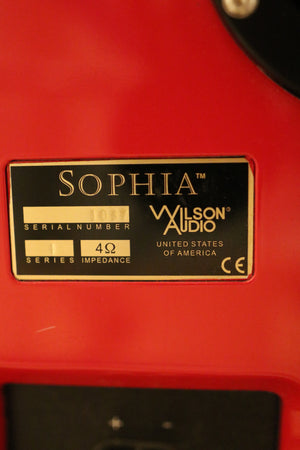 SOPHIA™
SERIAL NUMBER
1
SERIES
4Ω
IMPEDANCE
WILSON®
AUDIO
UNITED STATES
OF AMERICA
CE
+ -